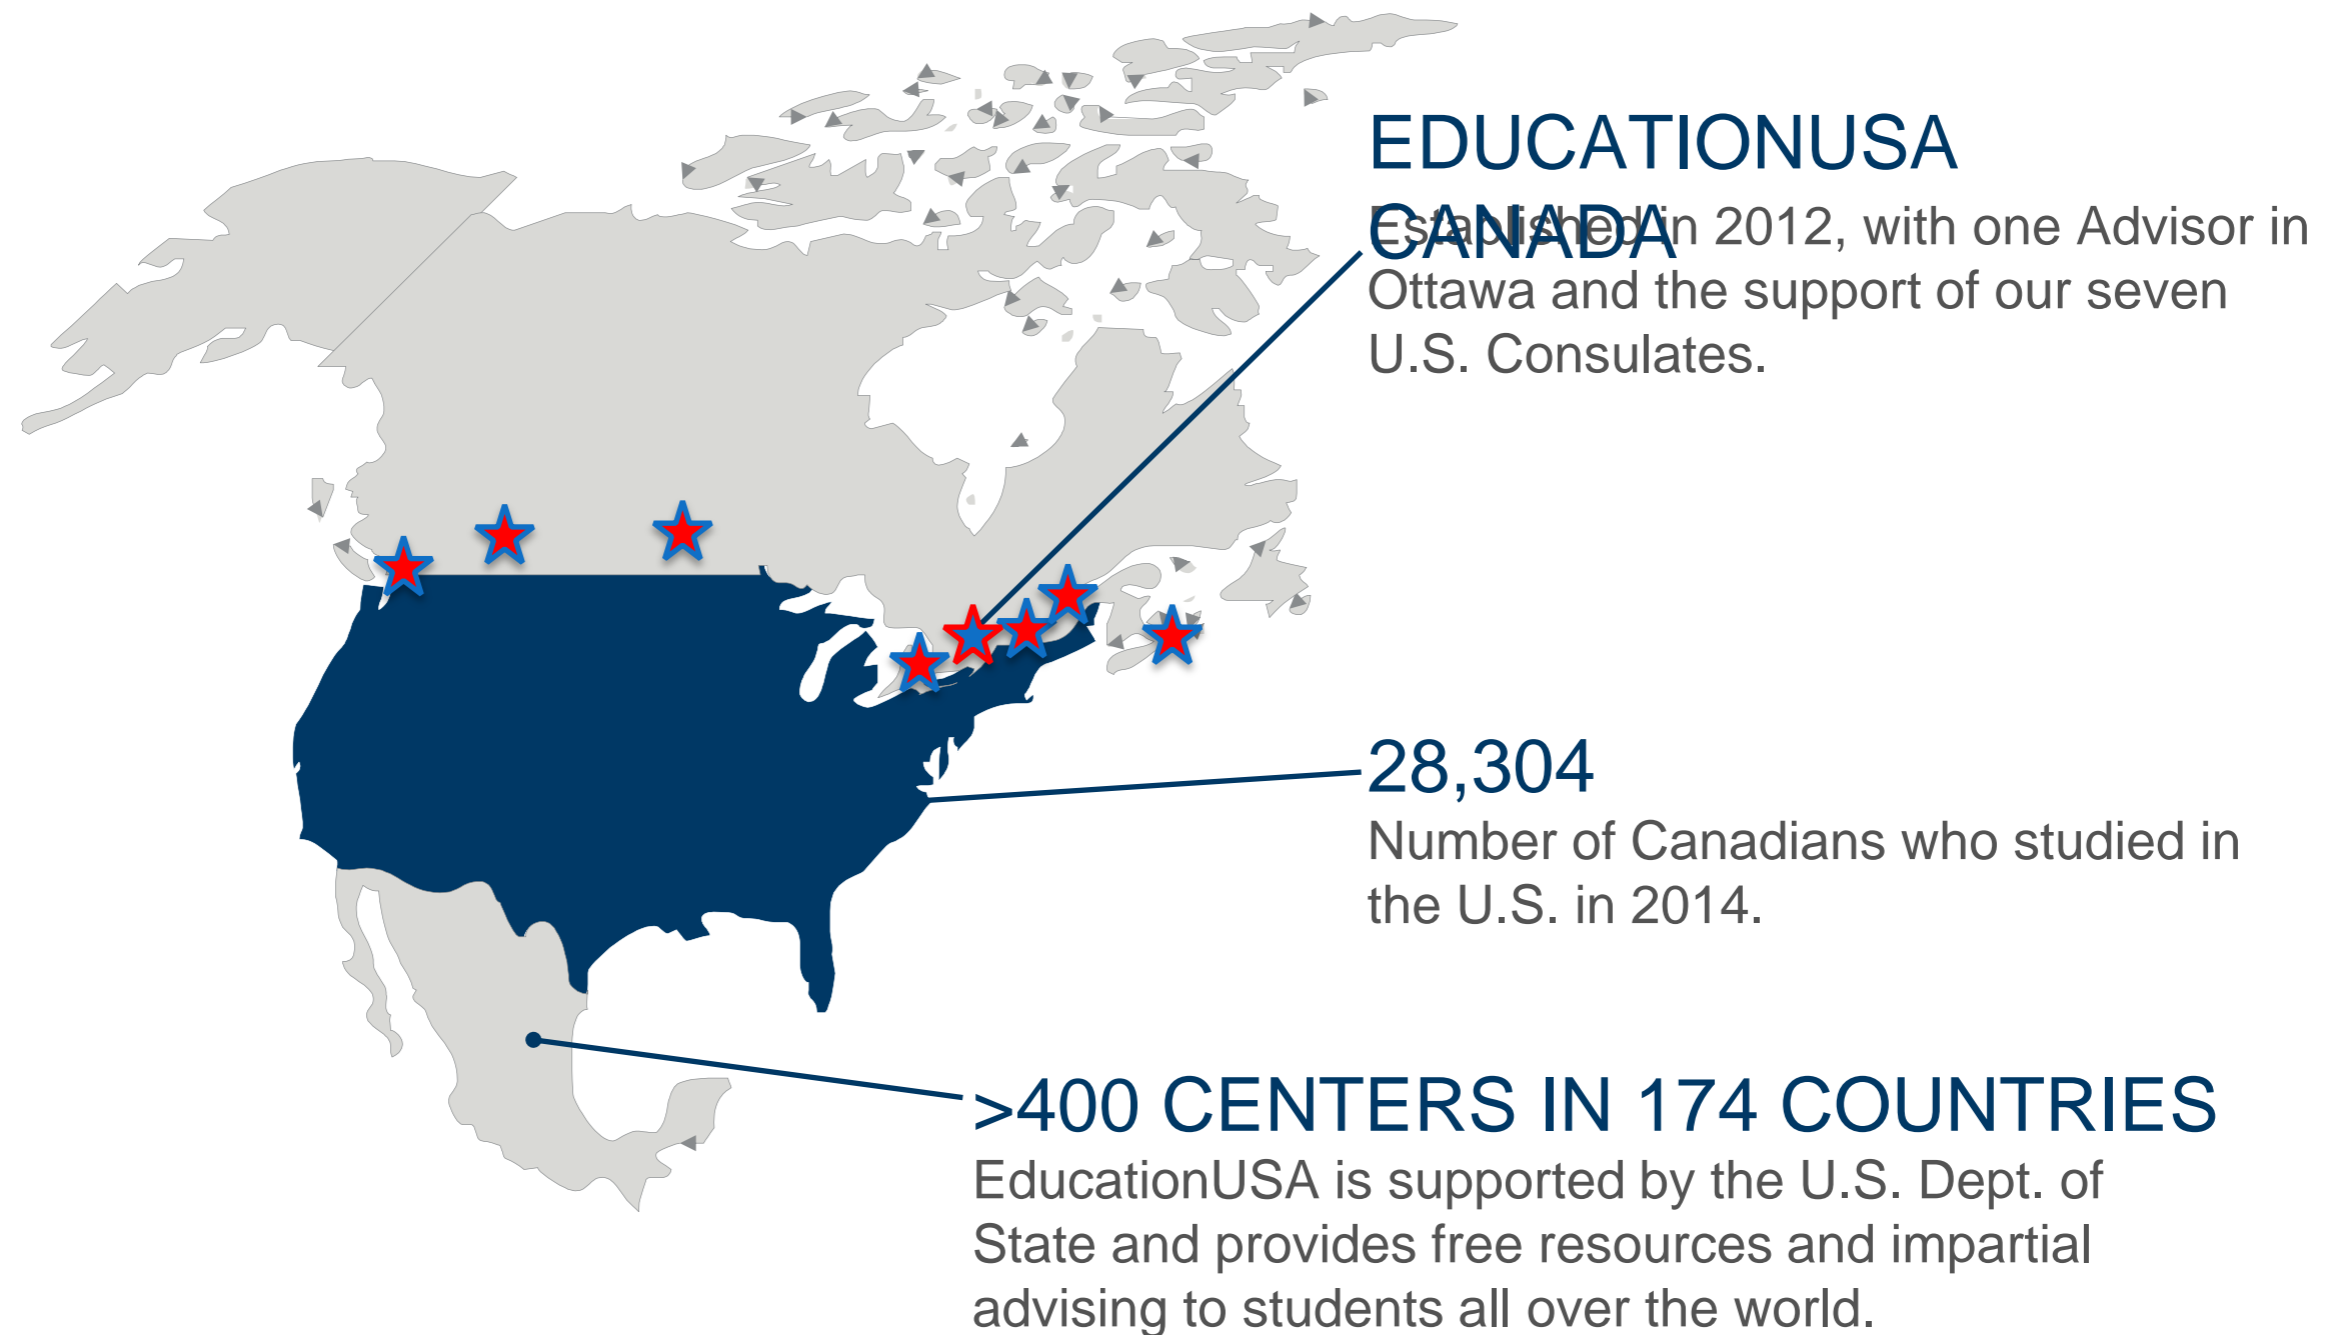 EDUCATIONUSA
CANADA
Established in 2012, with one Advisor in
Ottawa and the support of our seven
U.S. Consulates.
28,304
Number of Canadians who studied in
the U.S. in 2014.
>400 CENTERS IN 174 COUNTRIES
EducationUSA is supported by the U.S. Dept. of
State and provides free resources and impartial
advising to students all over the world.